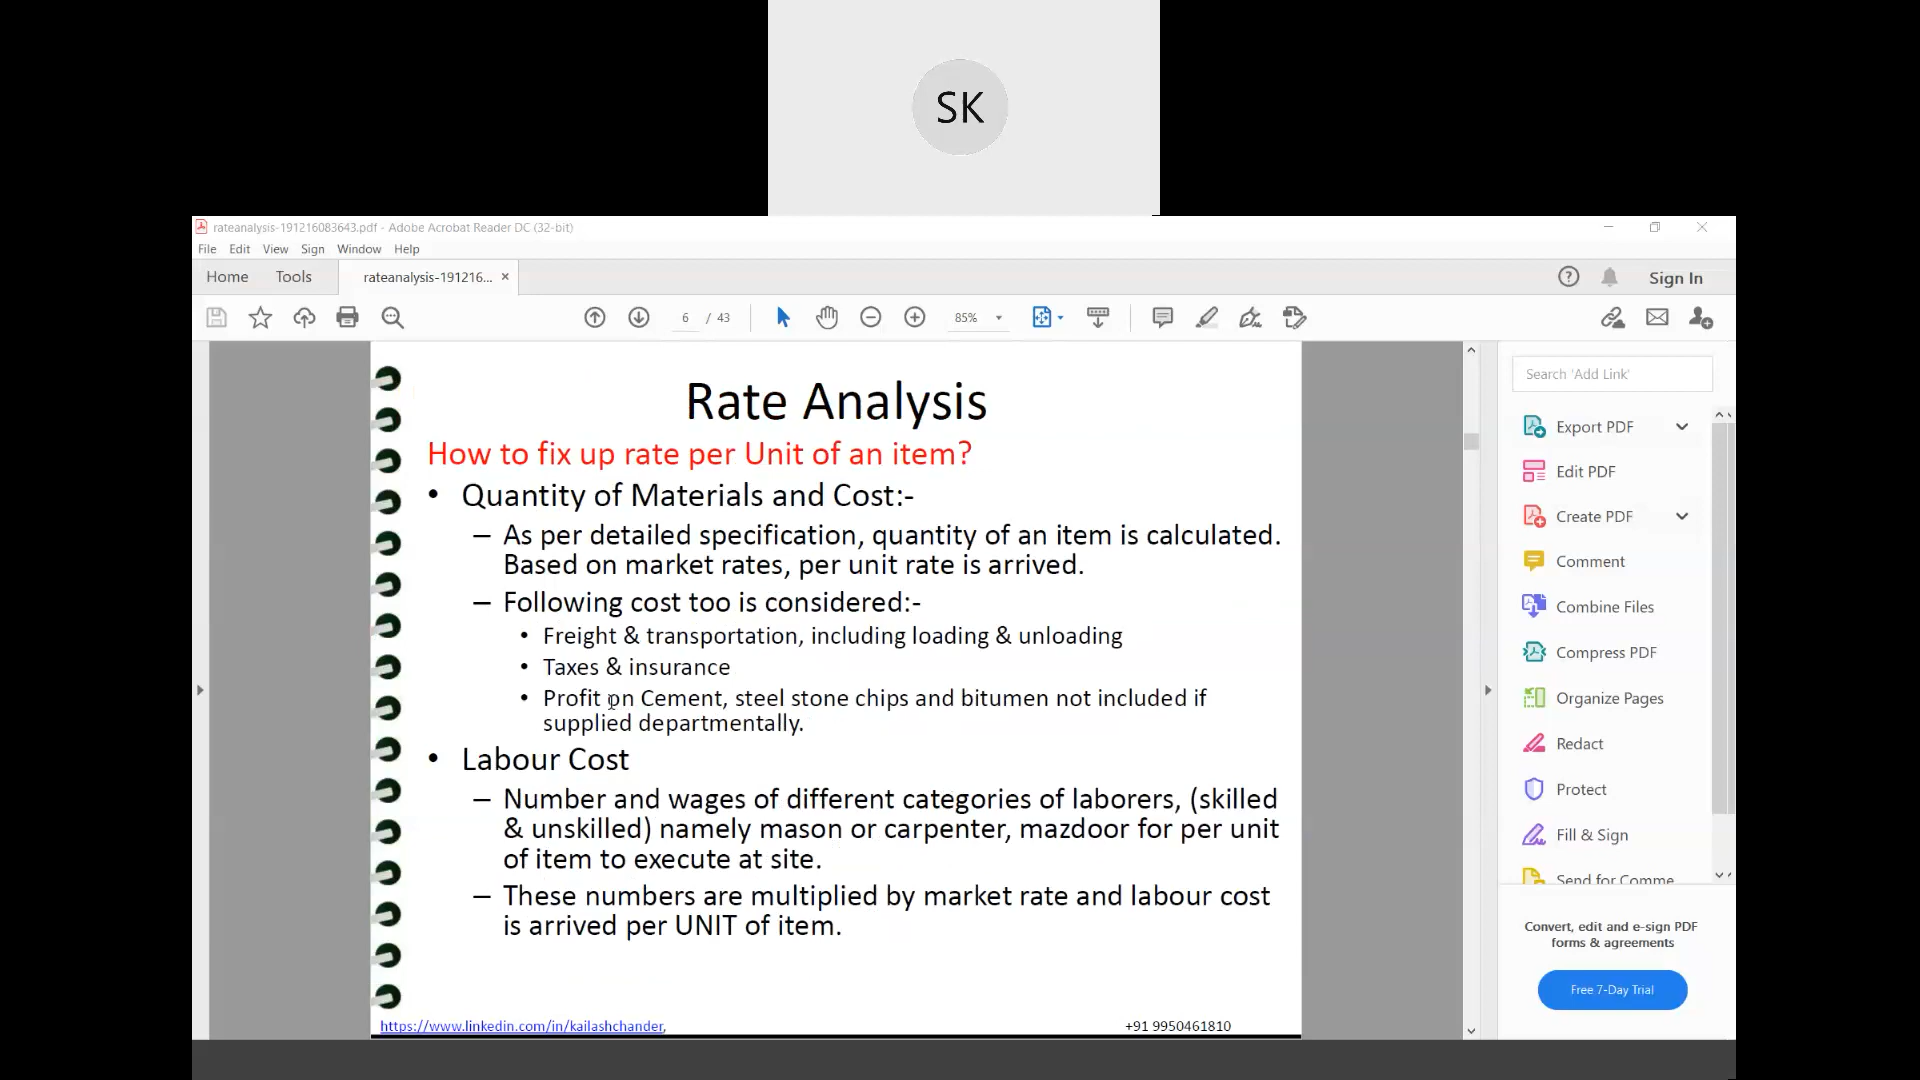 SK
rateanalysis-191216083643.pdf - Adobe Acrobat Reader DC (32-bit)
File Edit View Sign Window Help
Home Tools rateanalysis-191216... × Sign In
6 / 43 85%
Rate Analysis
How to fix up rate per Unit of an item?
• Quantity of Materials and Cost:-
– As per detailed specification, quantity of an item is calculated.
Based on market rates, per unit rate is arrived.
– Following cost too is considered:-
• Freight & transportation, including loading & unloading
• Taxes & insurance
• Profit on Cement, steel stone chips and bitumen not included if
supplied departmentally.
• Labour Cost
– Number and wages of different categories of laborers, (skilled
& unskilled) namely mason or carpenter, mazdoor for per unit
of item to execute at site.
– These numbers are multiplied by market rate and labour cost
is arrived per UNIT of item.
https://www.linkedin.com/in/kailashchander, +91 9950461810
Search 'Add Link'
Export PDF
Edit PDF
Create PDF
Comment
Combine Files
Compress PDF
Organize Pages
Redact
Protect
Fill & Sign
Send for Comme
Convert, edit and e-sign PDF
forms & agreements
Free 7-Day Trial